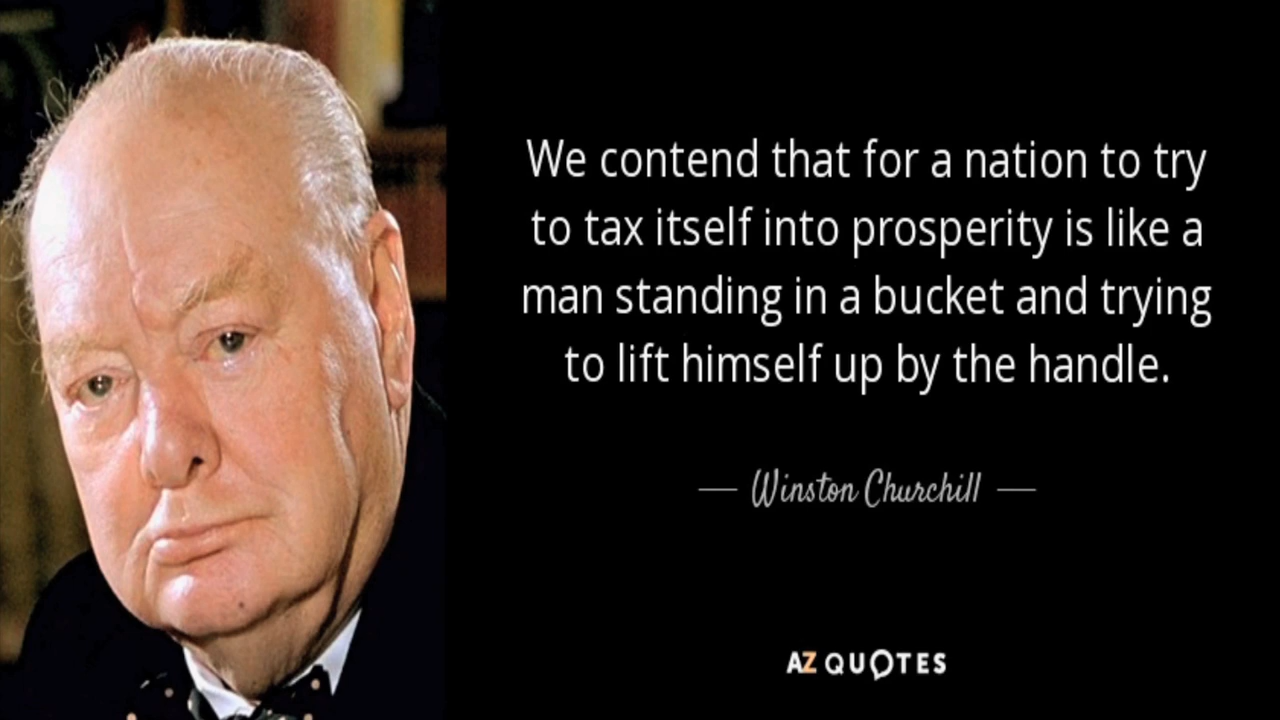 We contend that for a nation to try
to tax itself into prosperity is like a
man standing in a bucket and trying
to lift himself up by the handle.
— Winston Churchill —
AZ QUOTES